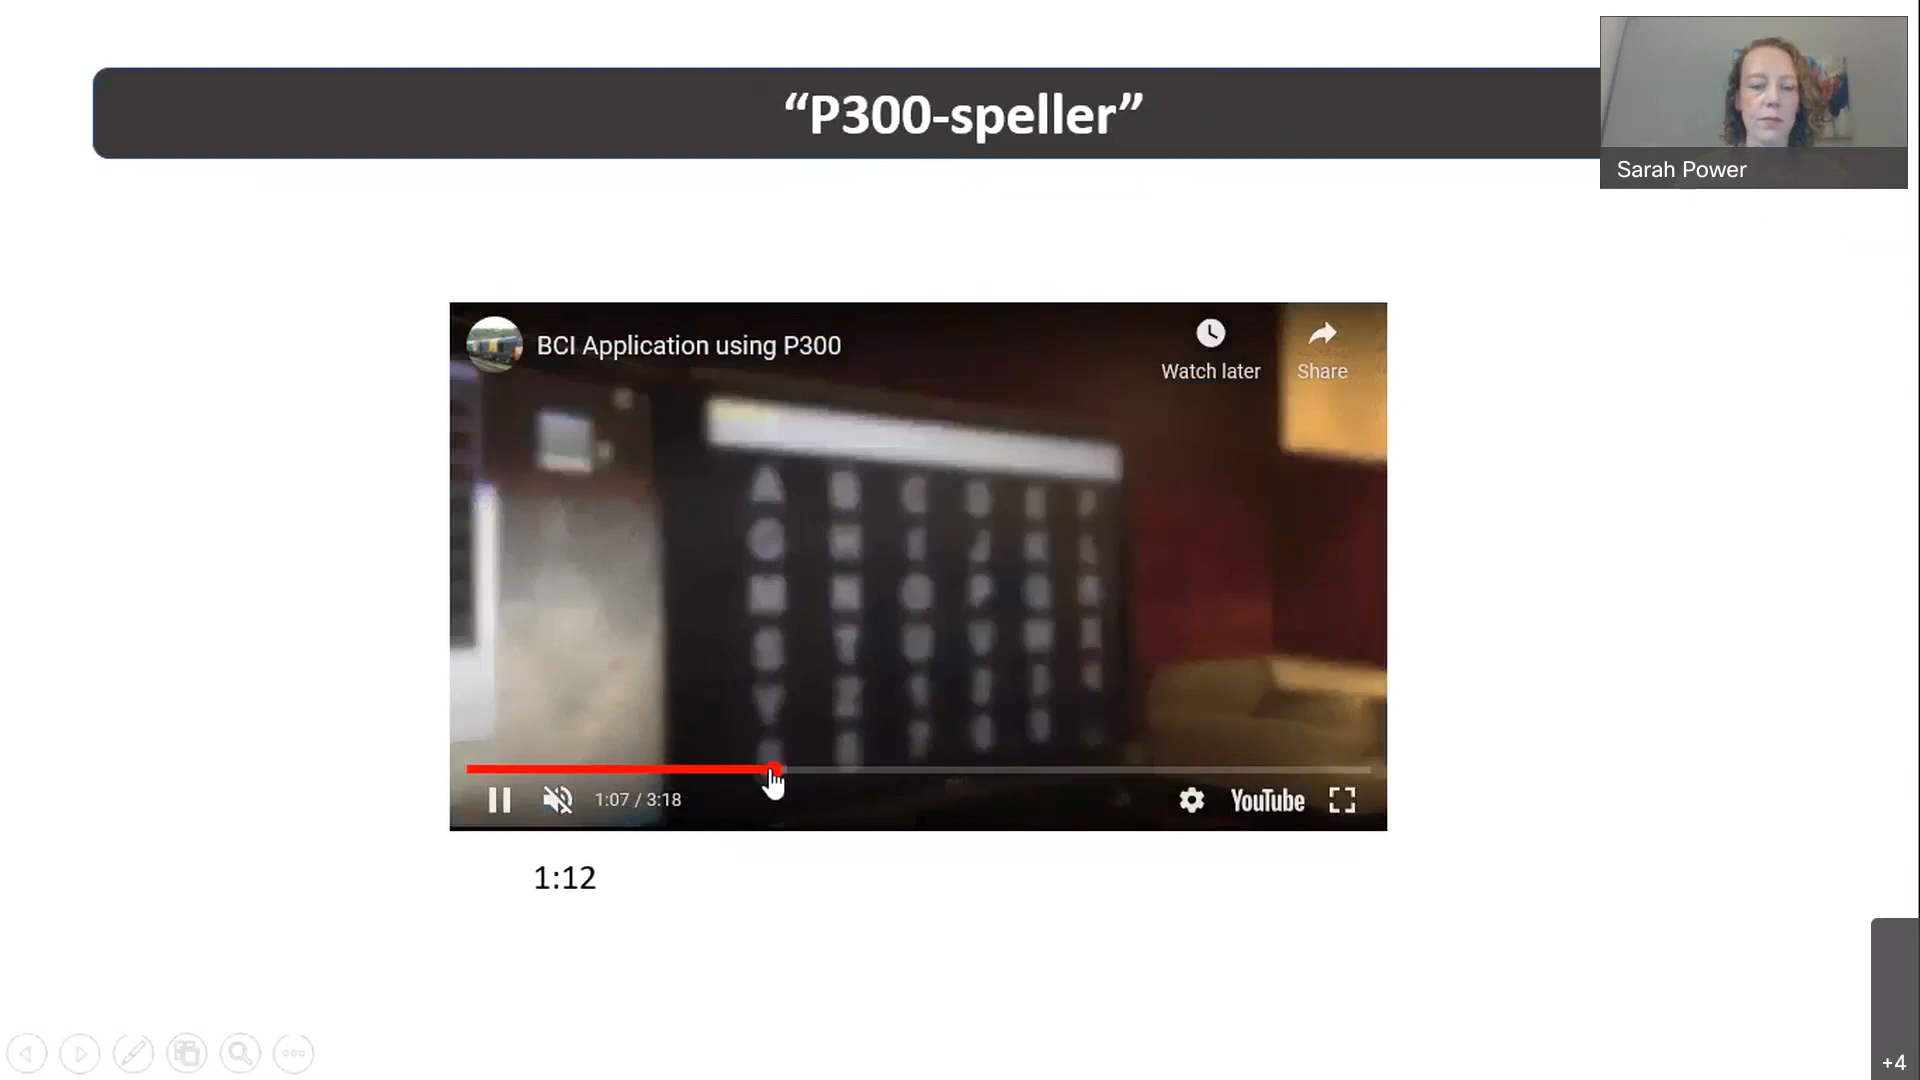 “P300-speller”
Sarah Power
BCI Application using P300
Watch later
Share
A B C D E F
G H I J K L
M N O P Q R
S T U V W X
1:07 / 3:18
YouTube
1:12
+4